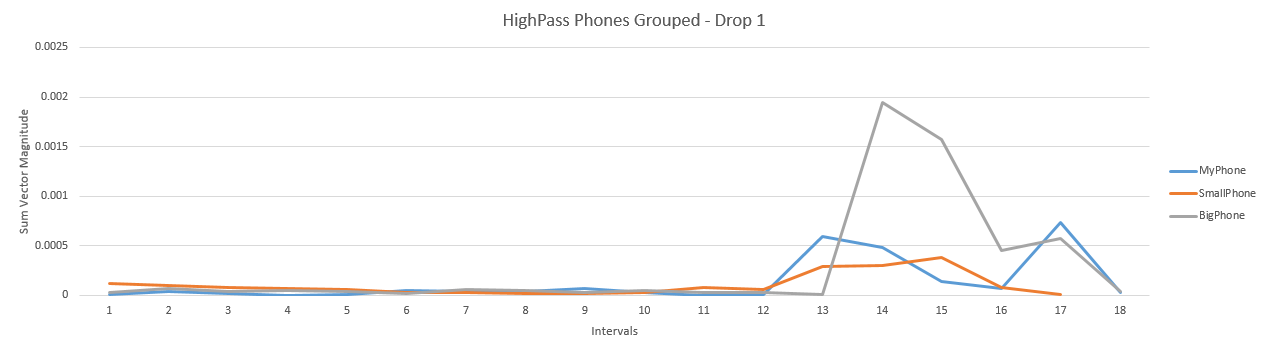 HighPass Phones Grouped - Drop 1
0.0025
0.002
0.0015
0.001
0.0005
0
Sum Vector Magnitude
1 2 3 4 5 6 7 8 9 10 11 12 13 14 15 16 17 18
Intervals
MyPhone
SmallPhone
BigPhone